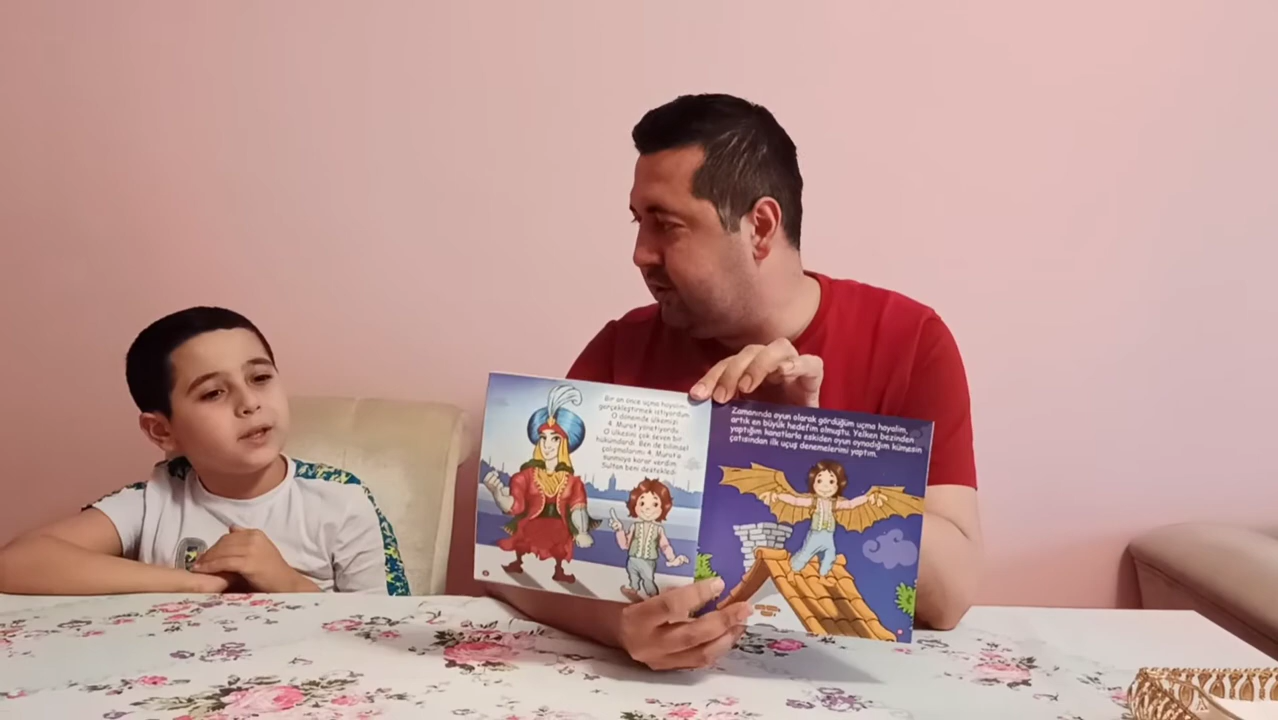 Bir an önce uçma hayalimi
gerçekleştirmek istiyordum.
O dönemde ülkemizi
4. Murat yönetiyordu.
O ülkesini çok seven bir
hükümdardı. Ben de bilimsel
çalışmalarımı 4. Murat'a
sunmaya karar verdim.
Sultan beni destekledi.
Zamanında oyun olarak gördüğüm uçma hayalim,
artık en büyük hedefim olmuştu. Yelken bezinden
yaptığım kanatlarla eskiden oyun oynadığım kümesin
çatısından ilk uçuş denemelerimi yaptım.